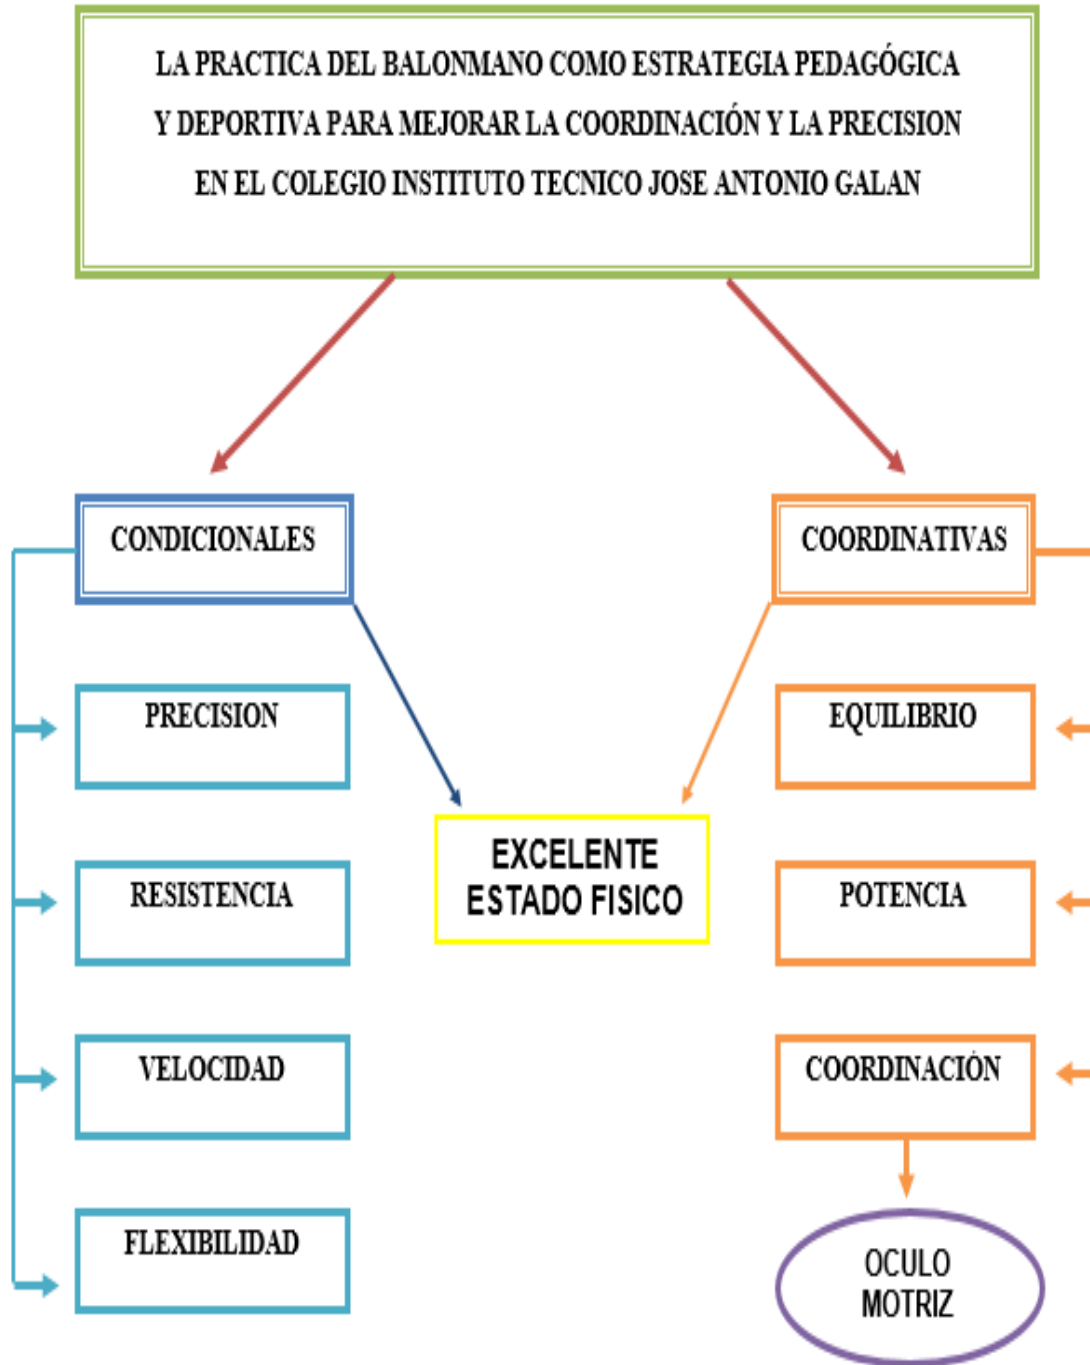 LA PRACTICA DEL BALONMANO COMO ESTRATEGIA PEDAGÓGICA
Y DEPORTIVA PARA MEJORAR LA COORDINACIÓN Y LA PRECISION
EN EL COLEGIO INSTITUTO TECNICO JOSE ANTONIO GALAN
CONDICIONALES
COORDINATIVAS
PRECISION
EQUILIBRIO
EXCELENTE
ESTADO FISICO
RESISTENCIA
POTENCIA
VELOCIDAD
COORDINACIÓN
FLEXIBILIDAD
OCULO
MOTRIZ